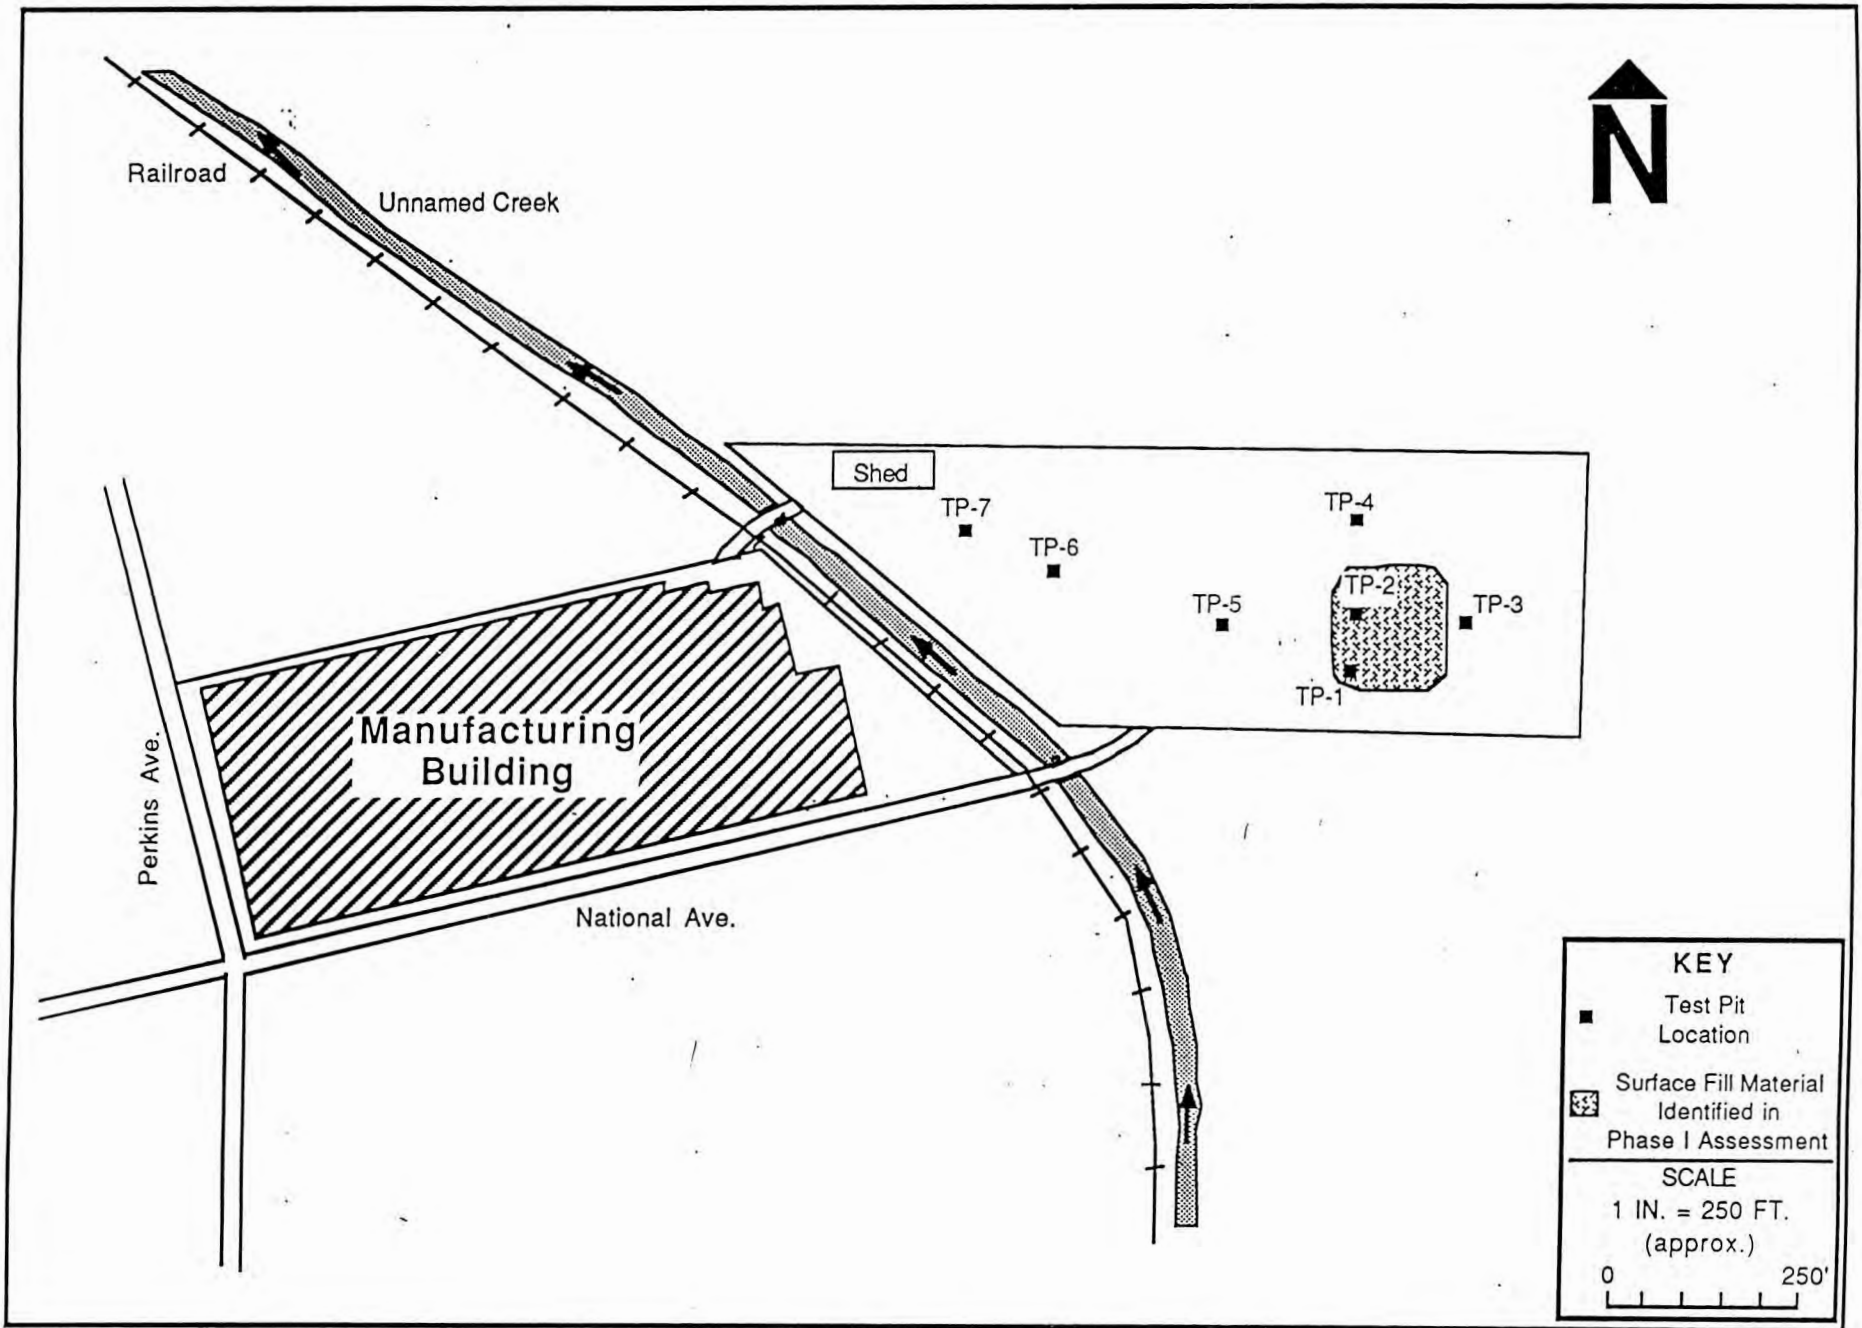 N
Railroad
Unnamed Creek
Shed
TP-7
TP-6
TP-4
TP-5
TP-2
TP-3
TP-1
Manufacturing
Building
Perkins Ave.
National Ave.
KEY
Test Pit
Location
Surface Fill Material
Identified in
Phase I Assessment
SCALE
1 IN. = 250 FT.
(approx.)
0 250'